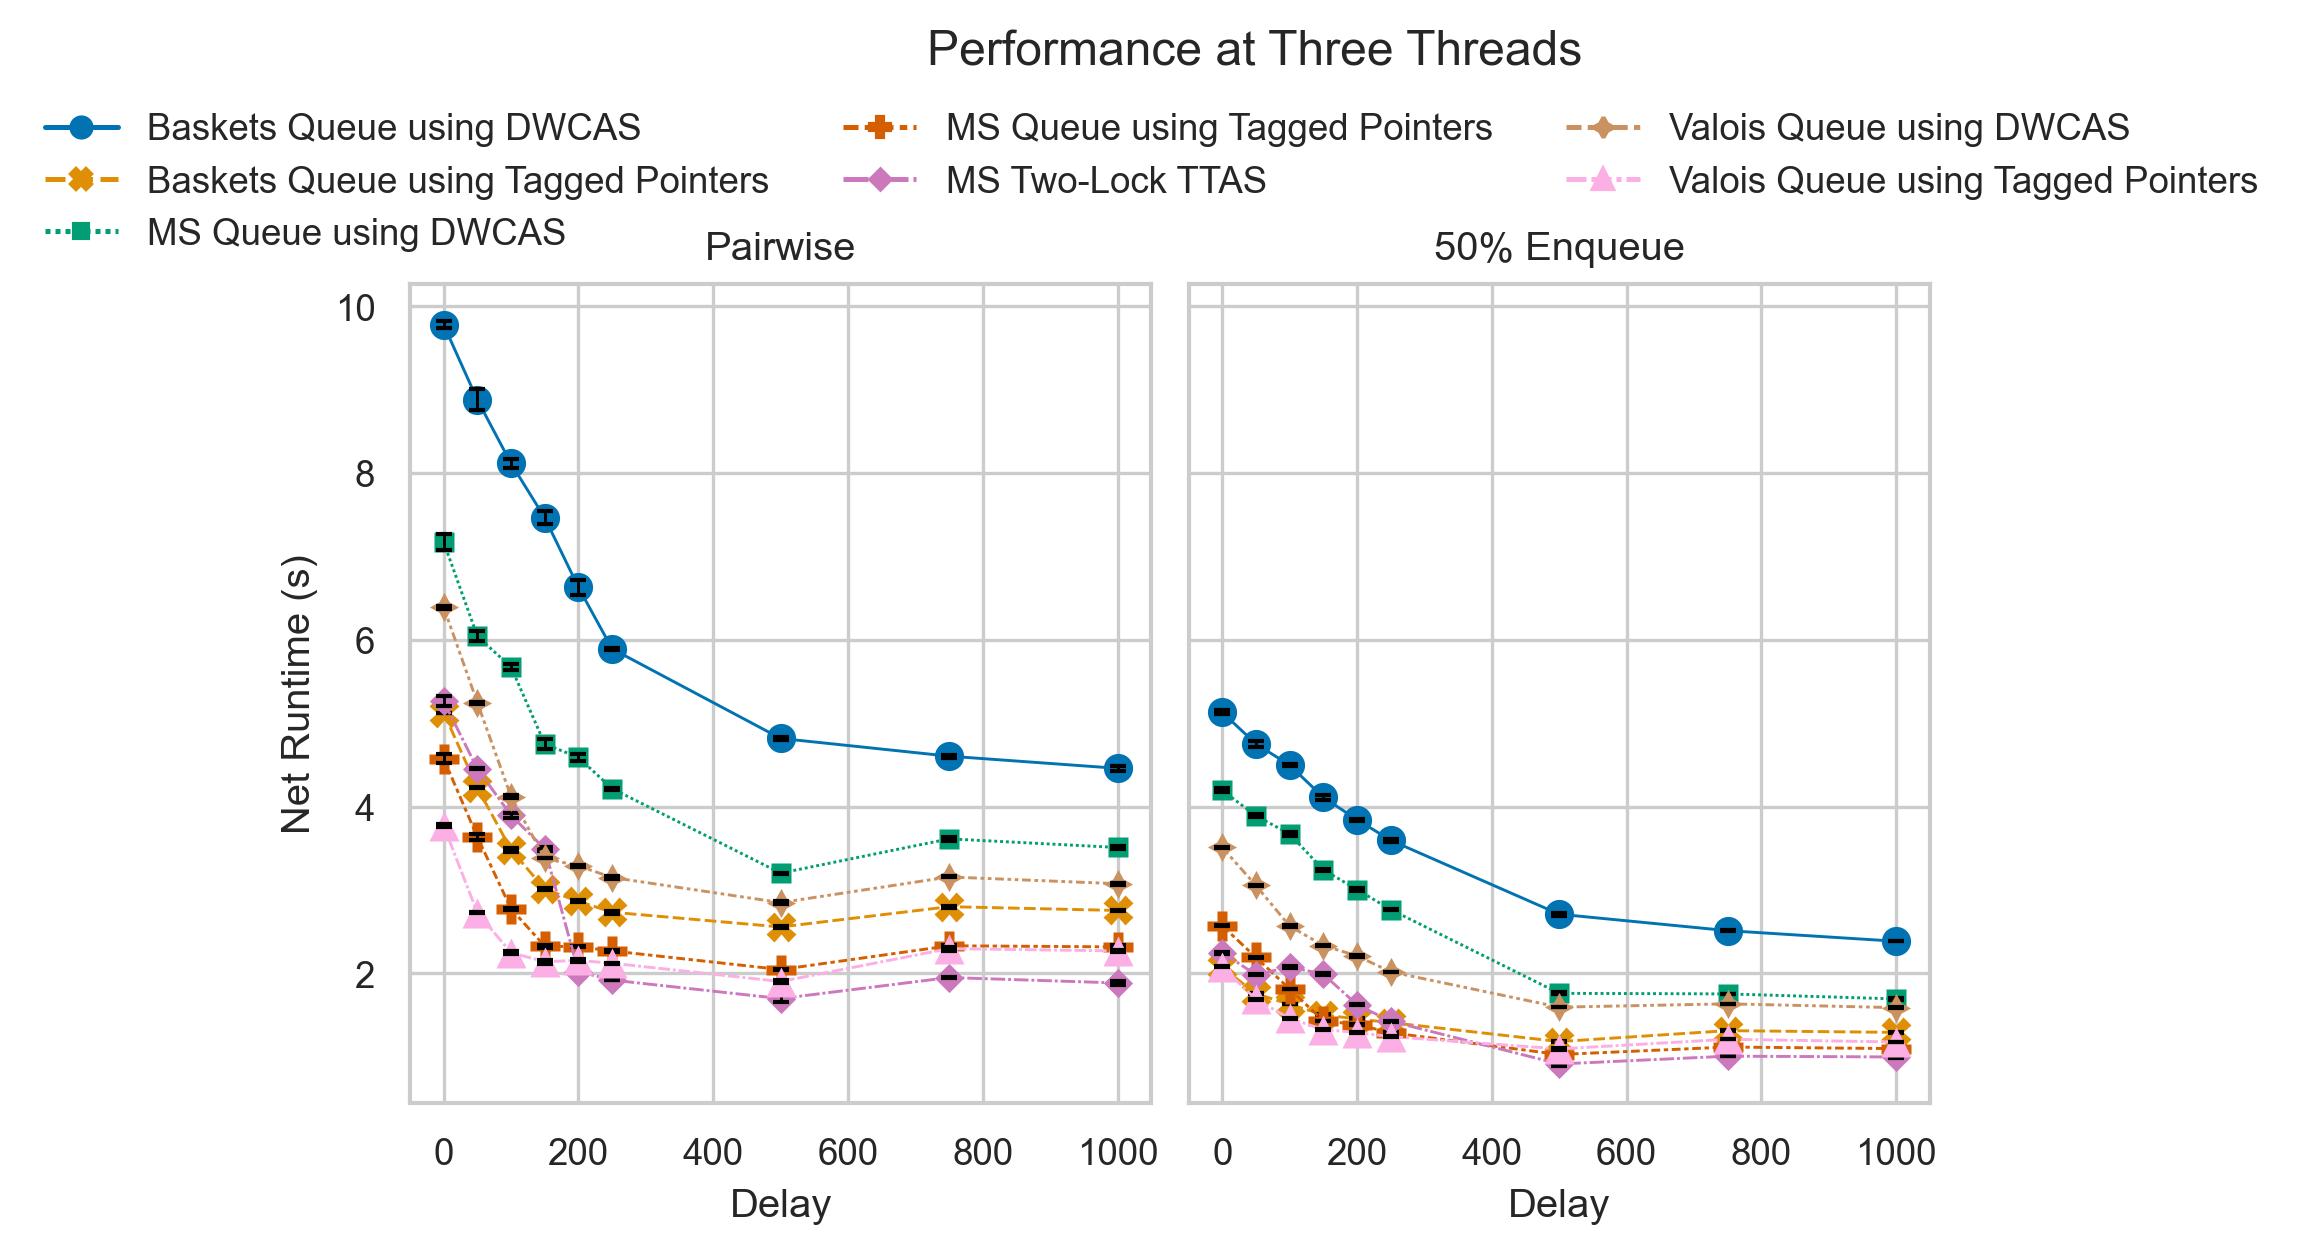 Performance at Three Threads
Baskets Queue using DWCAS
Baskets Queue using Tagged Pointers
MS Queue using DWCAS
MS Queue using Tagged Pointers
MS Two-Lock TTAS
Valois Queue using DWCAS
Valois Queue using Tagged Pointers
Pairwise
50% Enqueue
Net Runtime (s)
10
8
6
4
2
0 200 400 600 800 1000
0 200 400 600 800 1000
Delay
Delay